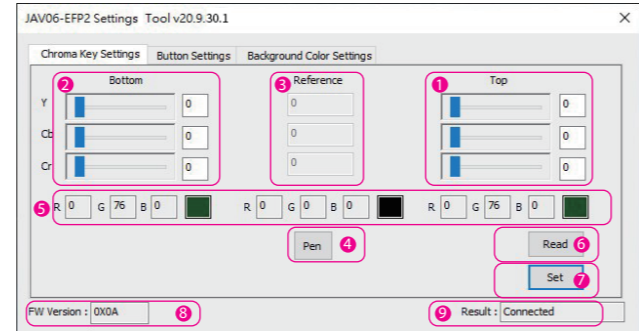 JAV06-EFP2 Settings Tool v20.9.30.1 ×
Chroma Key Settings Button Settings Background Color Settings
2 Bottom 3 Reference 1 Top
Y 0 0 0
Cb 0 0 0
Cr 0 0 0
5 R 0 G 76 B 0 R 0 G 0 B 0 R 0 G 76 B 0
Pen 4 Read 6
Set 7
FW Version : 0X0A 8 9 Result : Connected